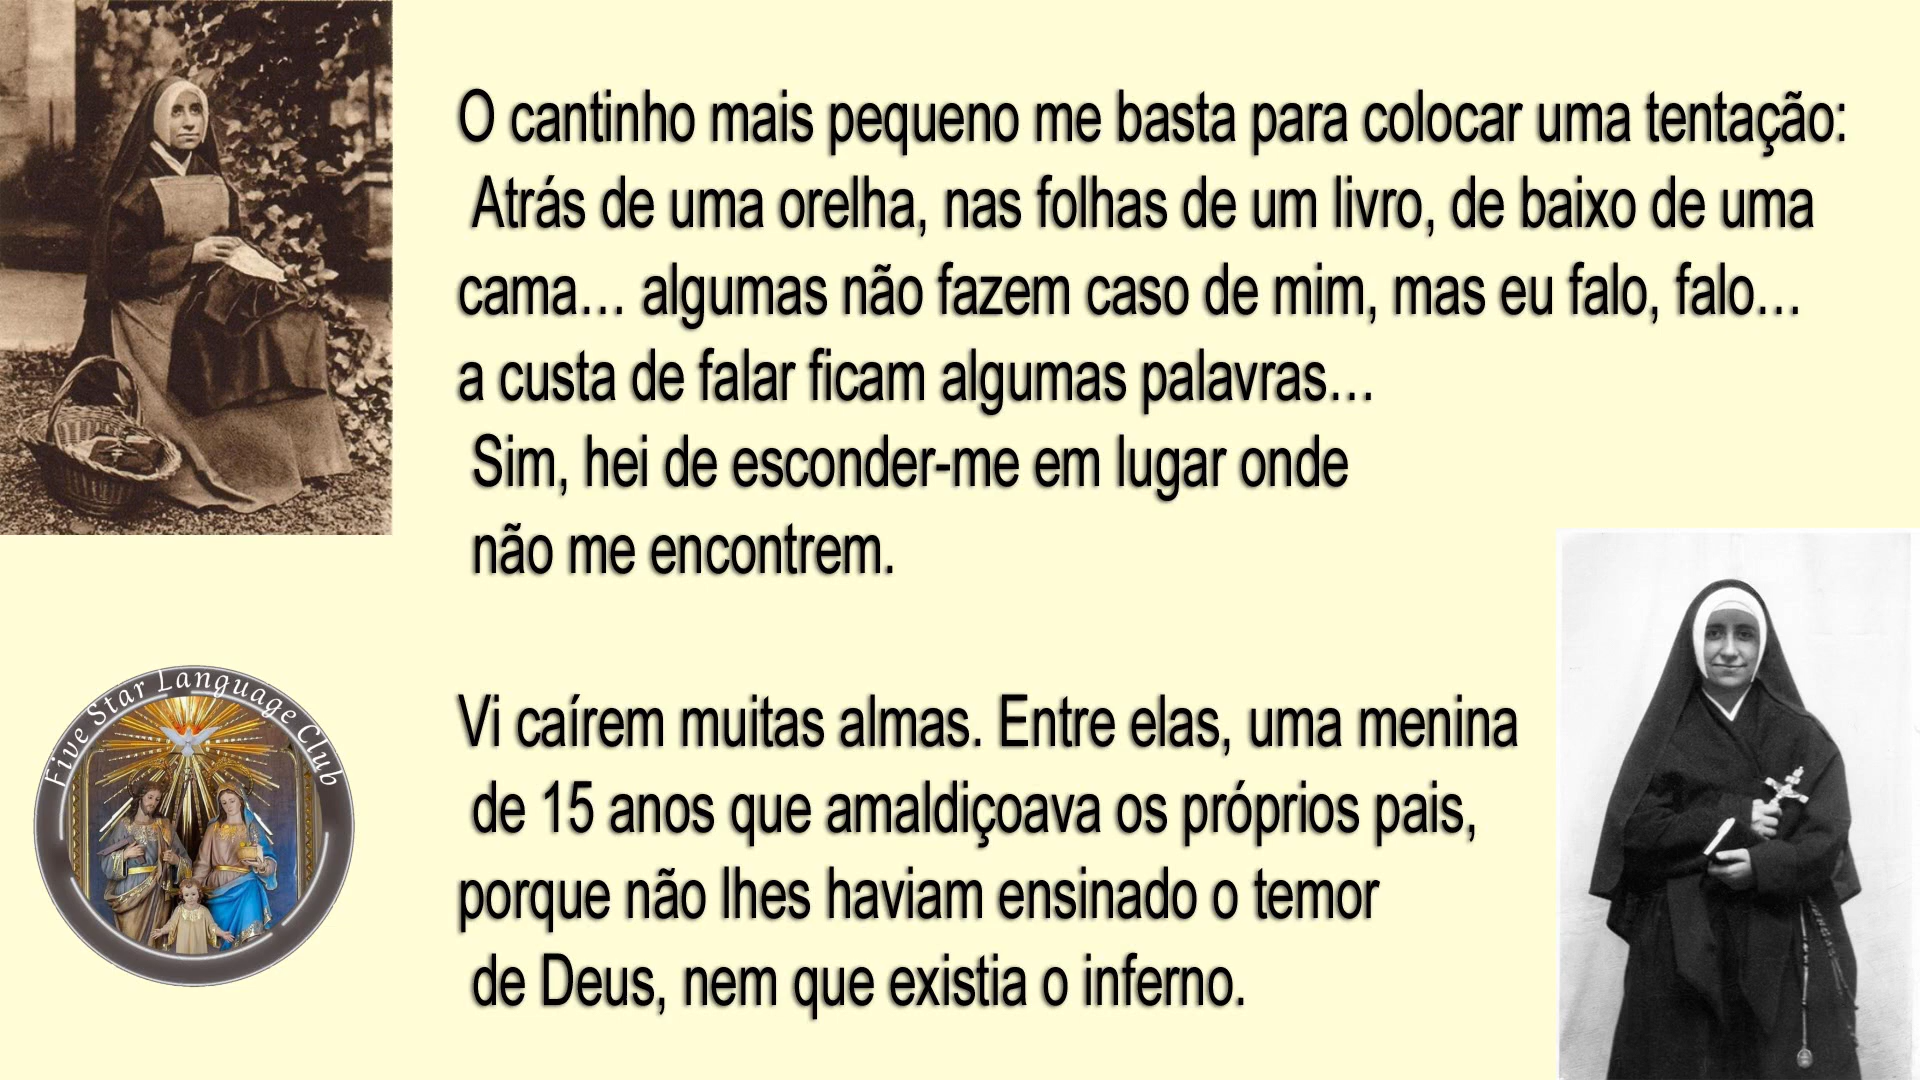 O cantinho mais pequeno me basta para colocar uma tentação:
Atrás de uma orelha, nas folhas de um livro, de baixo de uma
cama… algumas não fazem caso de mim, mas eu falo, falo…
a custa de falar ficam algumas palavras…
Sim, hei de esconder-me em lugar onde
não me encontrem.
Vi caírem muitas almas. Entre elas, uma menina
de 15 anos que amaldiçoava os próprios pais,
porque não lhes haviam ensinado o temor
de Deus, nem que existia o inferno.
Five Star Language Club